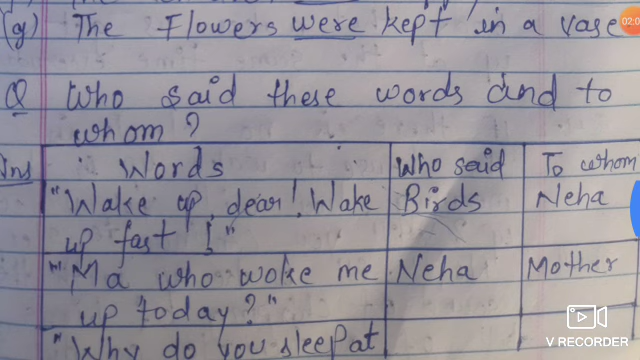 (g) The Flowers were kept in a vase
Q Who said these words and to
whom?
Ans Words Who said To whom
"Wake up, dear! Wake Birds Neha
up fast!"
"Ma who woke me Neha Mother
up today?"
"Why do you sleep at
02:0
V RECORDER